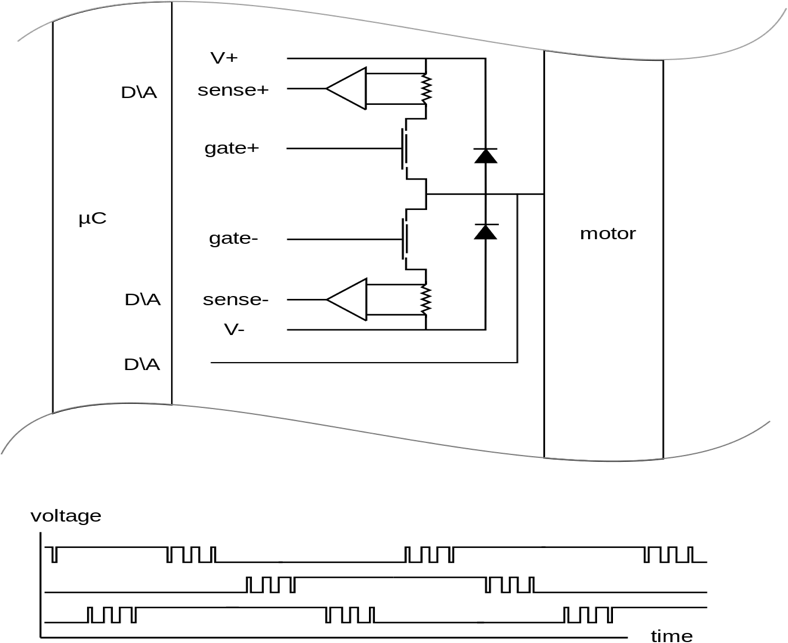 V+
D\A
sense+
gate+
µC
gate-
motor
D\A
sense-
V-
D\A
voltage
time